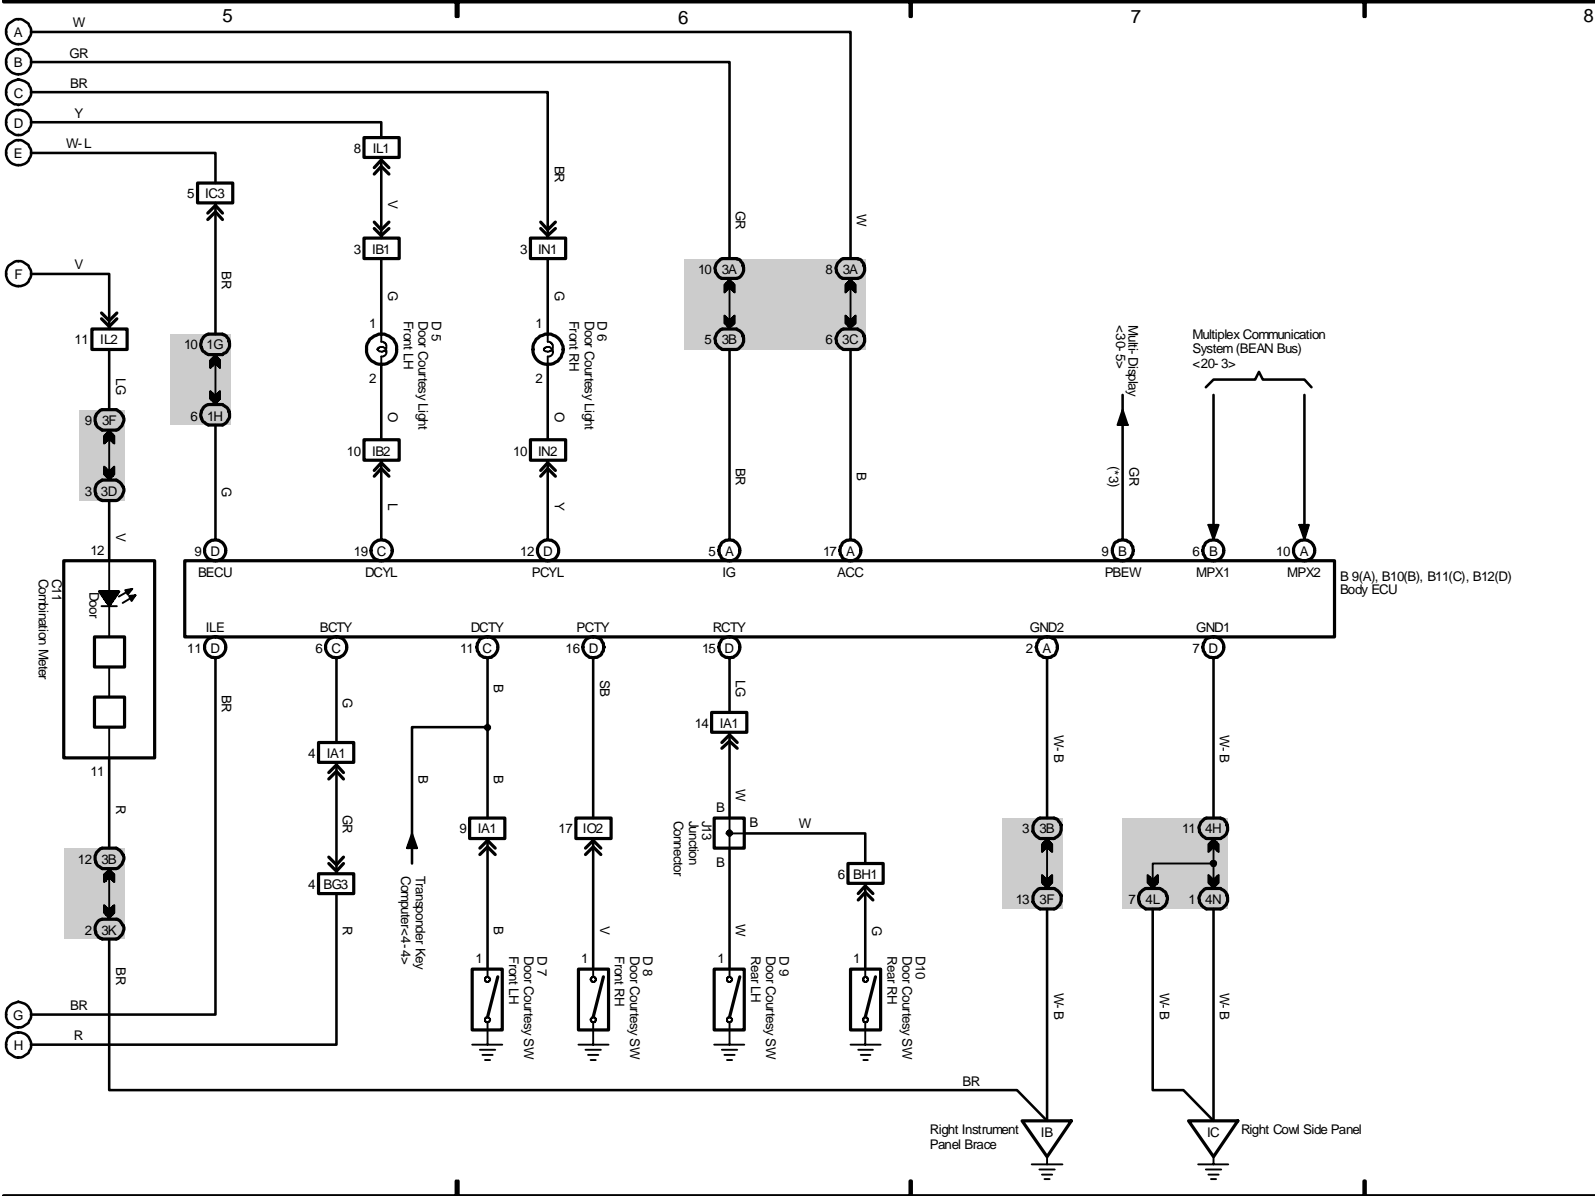 5
6
7
8
A
W
B
GR
C
BR
D
Y
E
W-L
8
IL1
5
IC3
BR
V
GR
W
3
IB1
3
IN1
F
V
10
3A
8
3A
BR
G
G
11
IL2
1
D 5
Door Courtesy Light
Front LH
1
D 6
Door Courtesy Light
Front RH
5
3B
6
3C
Multi-Display
<30-5>
Multiplex Communication
System (BEAN Bus)
<20-3>
10
1G
2
2
LG
9
3F
6
1H
O
O
10
IB2
10
IN2
BR
B
GR
(*3)
3
3D
G
L
Y
V
12
9
D
19
C
12
D
5
A
17
A
9
B
6
B
10
A
BECU
DCYL
PCYL
IG
ACC
PBEW
MPX1
MPX2
B 9(A), B10(B), B11(C), B12(D)
Body ECU
C11
Combination Meter
Door
ILE
BCTY
DCTY
PCTY
RCTY
GND2
GND1
11
D
6
C
11
C
16
D
15
D
2
A
7
D
BR
G
B
SB
LG
14
IA1
4
IA1
W-B
W-B
11
B
B
R
W
GR
B
B
W
B
J13
Junction
Connector
9
IA1
17
IO2
3
3B
11
4H
12
3B
4
BG3
6
BH1
Transponder Key
Computer<4-4>
13
3F
7
4L
1
4N
2
3K
R
B
V
W
G
1
D 7
Door Courtesy SW
Front LH
1
D 8
Door Courtesy SW
Front RH
1
D 9
Door Courtesy SW
Rear LH
1
D10
Door Courtesy SW
Rear RH
BR
W-B
W-B
W-B
G
BR
H
R
BR
Right Instrument
Panel Brace
IB
IC
Right Cowl Side Panel